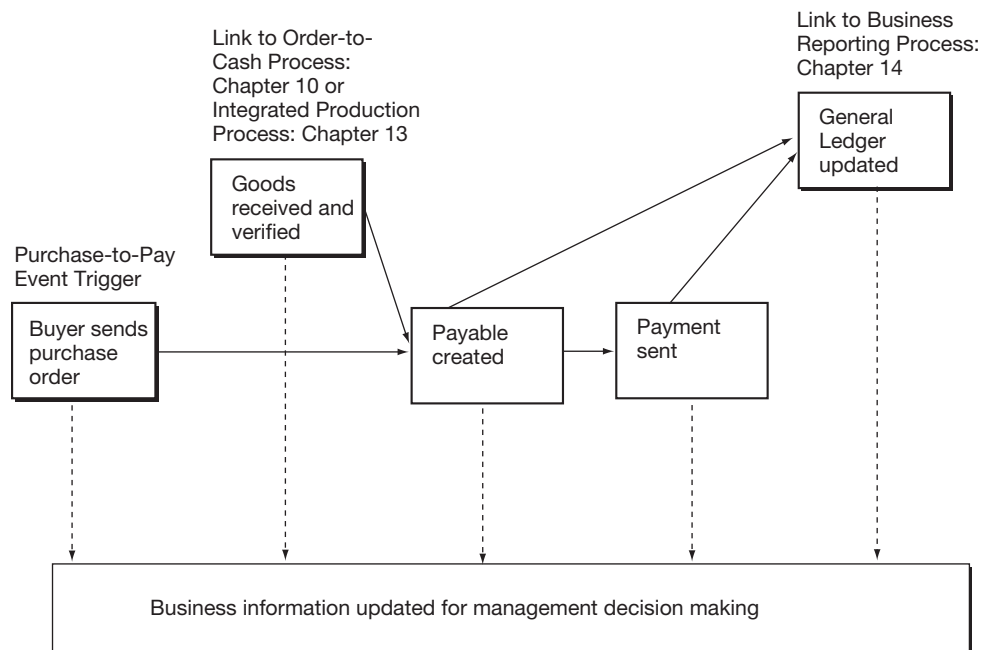 Link to Order-to-
Cash Process:
Chapter 10 or
Integrated Production
Process: Chapter 13
Link to Business
Reporting Process:
Chapter 14
General
Ledger
updated
Goods
received and
verified
Purchase-to-Pay
Event Trigger
Buyer sends
purchase
order
Payable
created
Payment
sent
Business information updated for management decision making